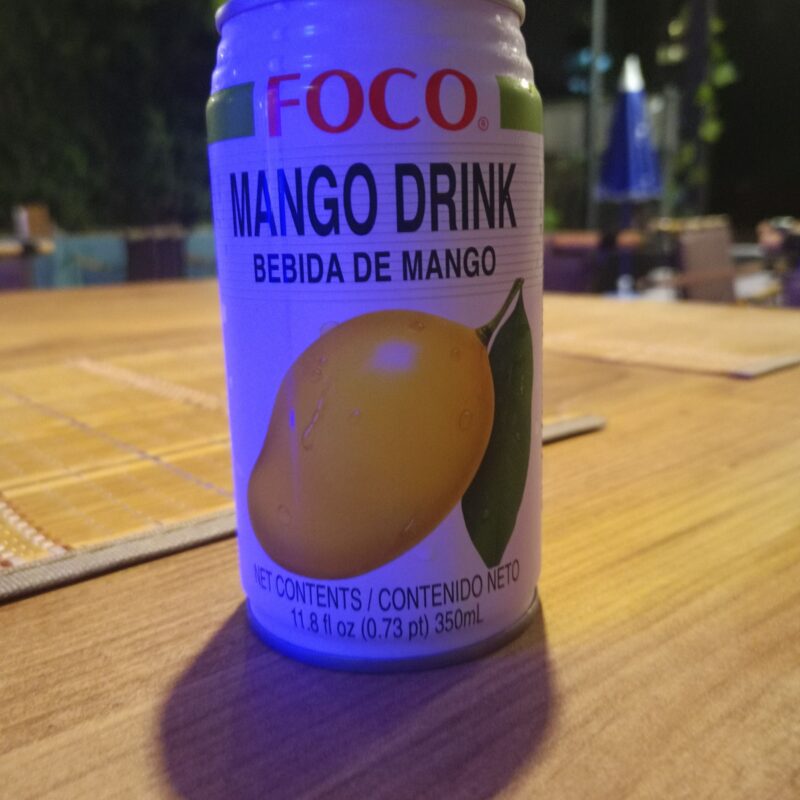 FOCO®
MANGO DRINK
BEBIDA DE MANGO
NET CONTENTS / CONTENIDO NETO
11.8 fl oz (0.73 pt) 350mL